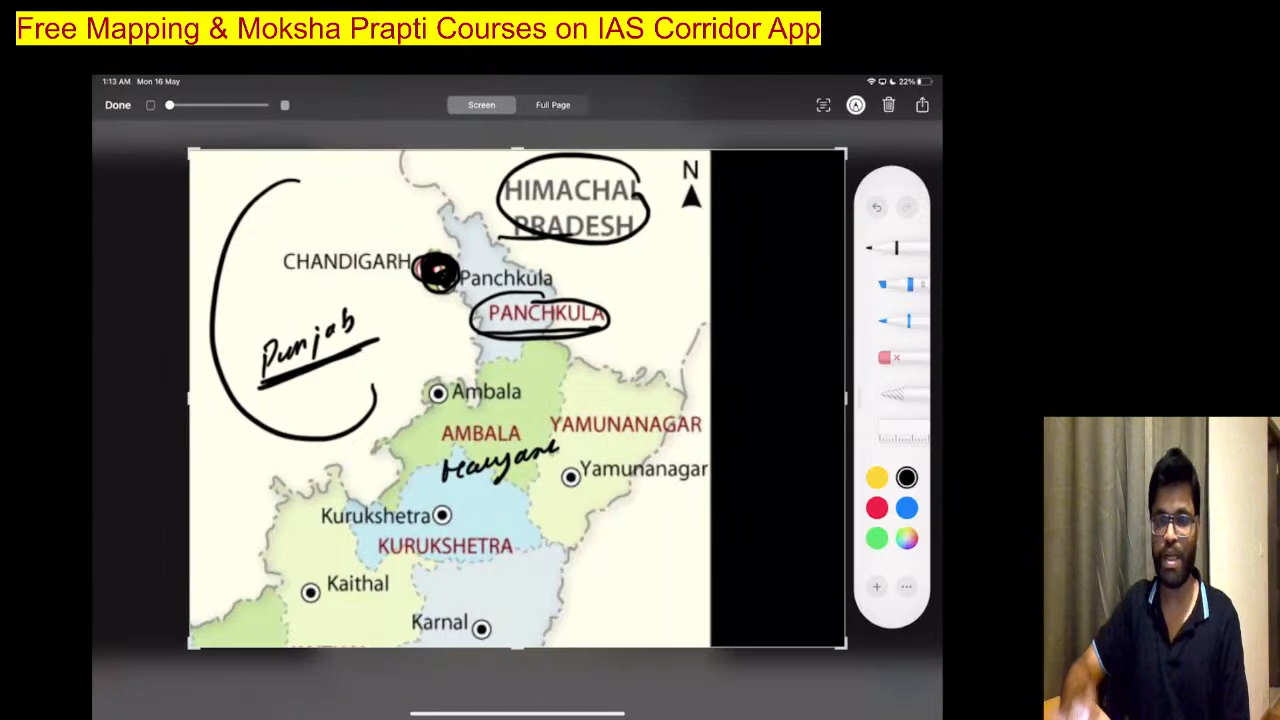 Free Mapping & Moksha Prapti Courses on IAS Corridor App
1:13 AM Mon 16 May
22%
Done
Screen
Full Page
HIMACHAL
PRADESH
N
CHANDIGARH
Panchkula
PANCHKULA
Punjab
Ambala
AMBALA
YAMUNANAGAR
Haryana
Yamunanagar
Kurukshetra
KURUKSHETRA
Kaithal
Karnal